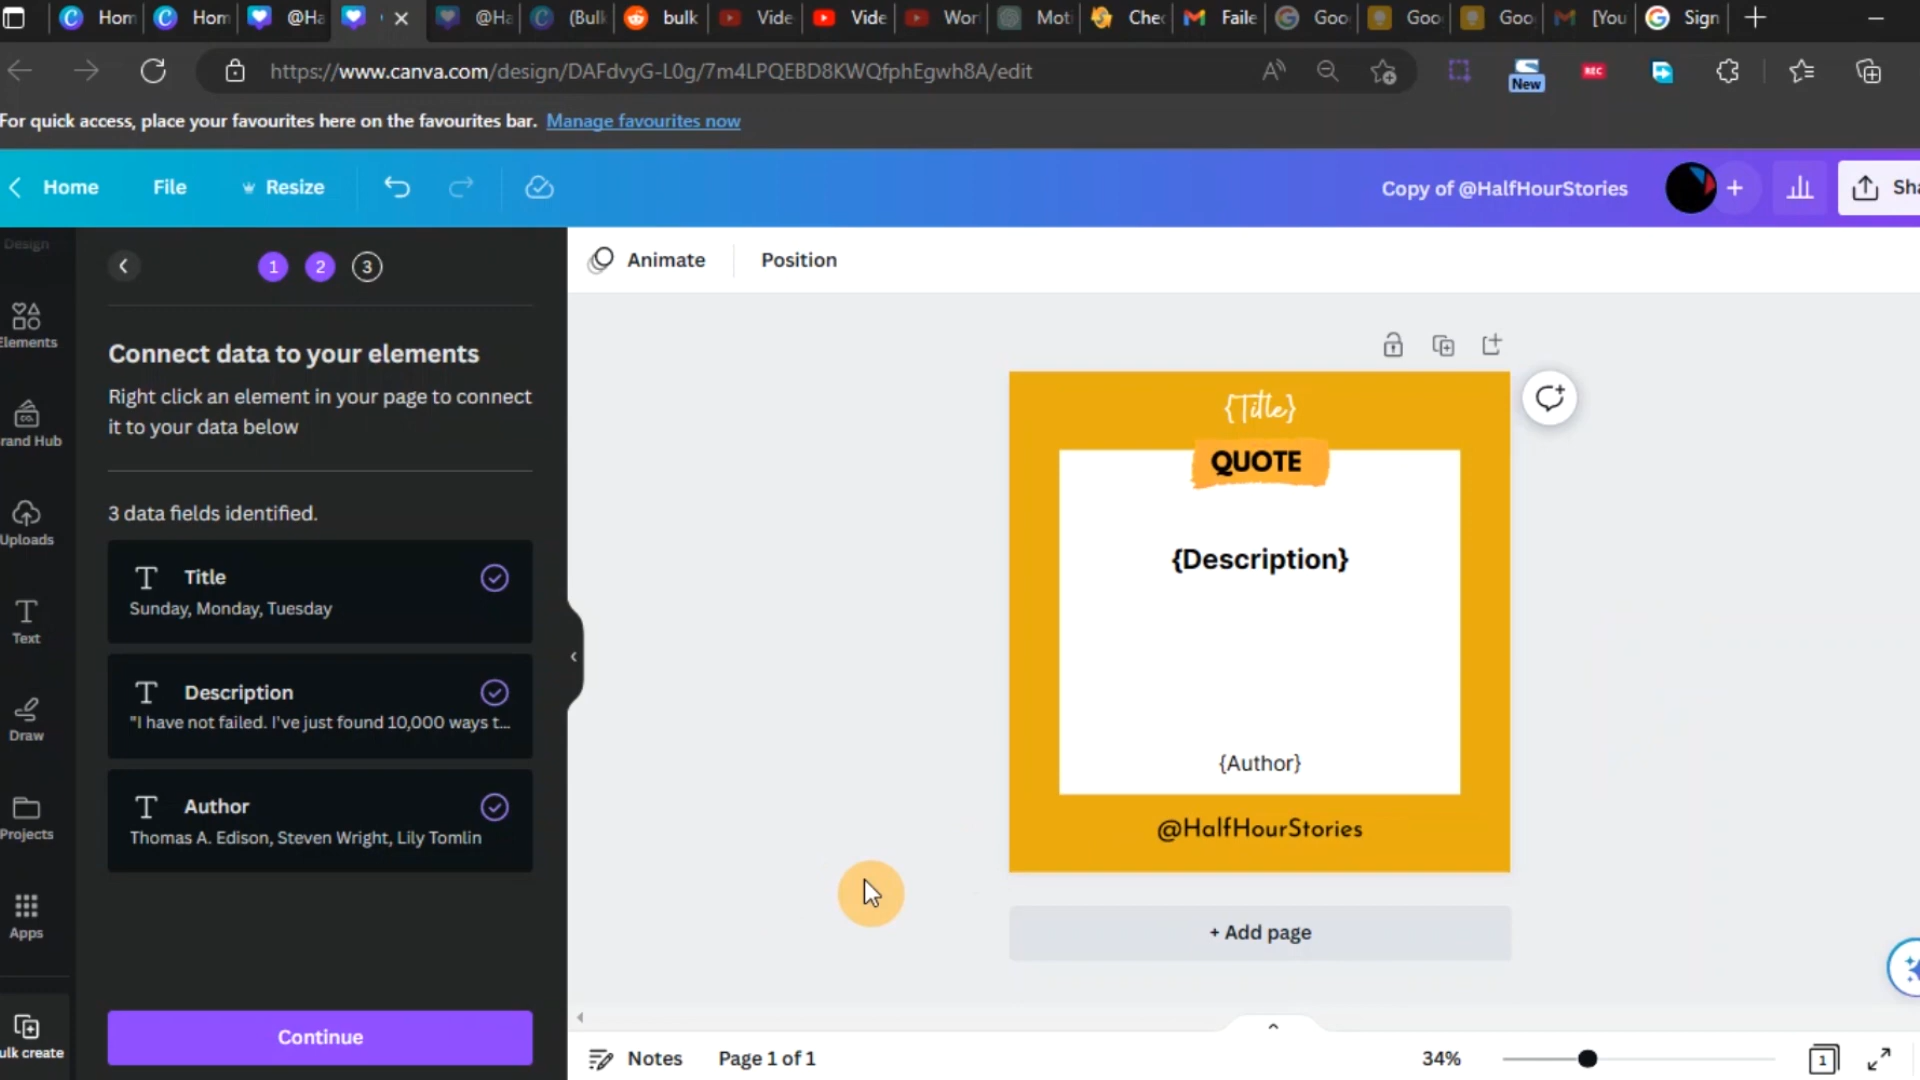 Hom
Hom
@Ha
@Ha
(Bulk
bulk
Vide
Vide
Wor
Moti
Chec
Faile
Goo
Goo
Goo
[You
Sign
https://www.canva.com/design/DAFdvyG-L0g/7m4LPQEBD8KWQfphEgwh8A/edit
New
REC
For quick access, place your favourites here on the favourites bar. Manage favourites now
Home
File
Resize
Copy of @HalfHourStories
Sha
Design
Elements
rand Hub
Uploads
Text
Draw
Projects
Apps
ulk create
1
2
3
Connect data to your elements
Right click an element in your page to connect
it to your data below
3 data fields identified.
Title
Sunday, Monday, Tuesday
Description
"I have not failed. I've just found 10,000 ways t...
Author
Thomas A. Edison, Steven Wright, Lily Tomlin
Continue
Animate
Position
{Title}
QUOTE
{Description}
{Author}
@HalfHourStories
+ Add page
Notes
Page 1 of 1
34%
1